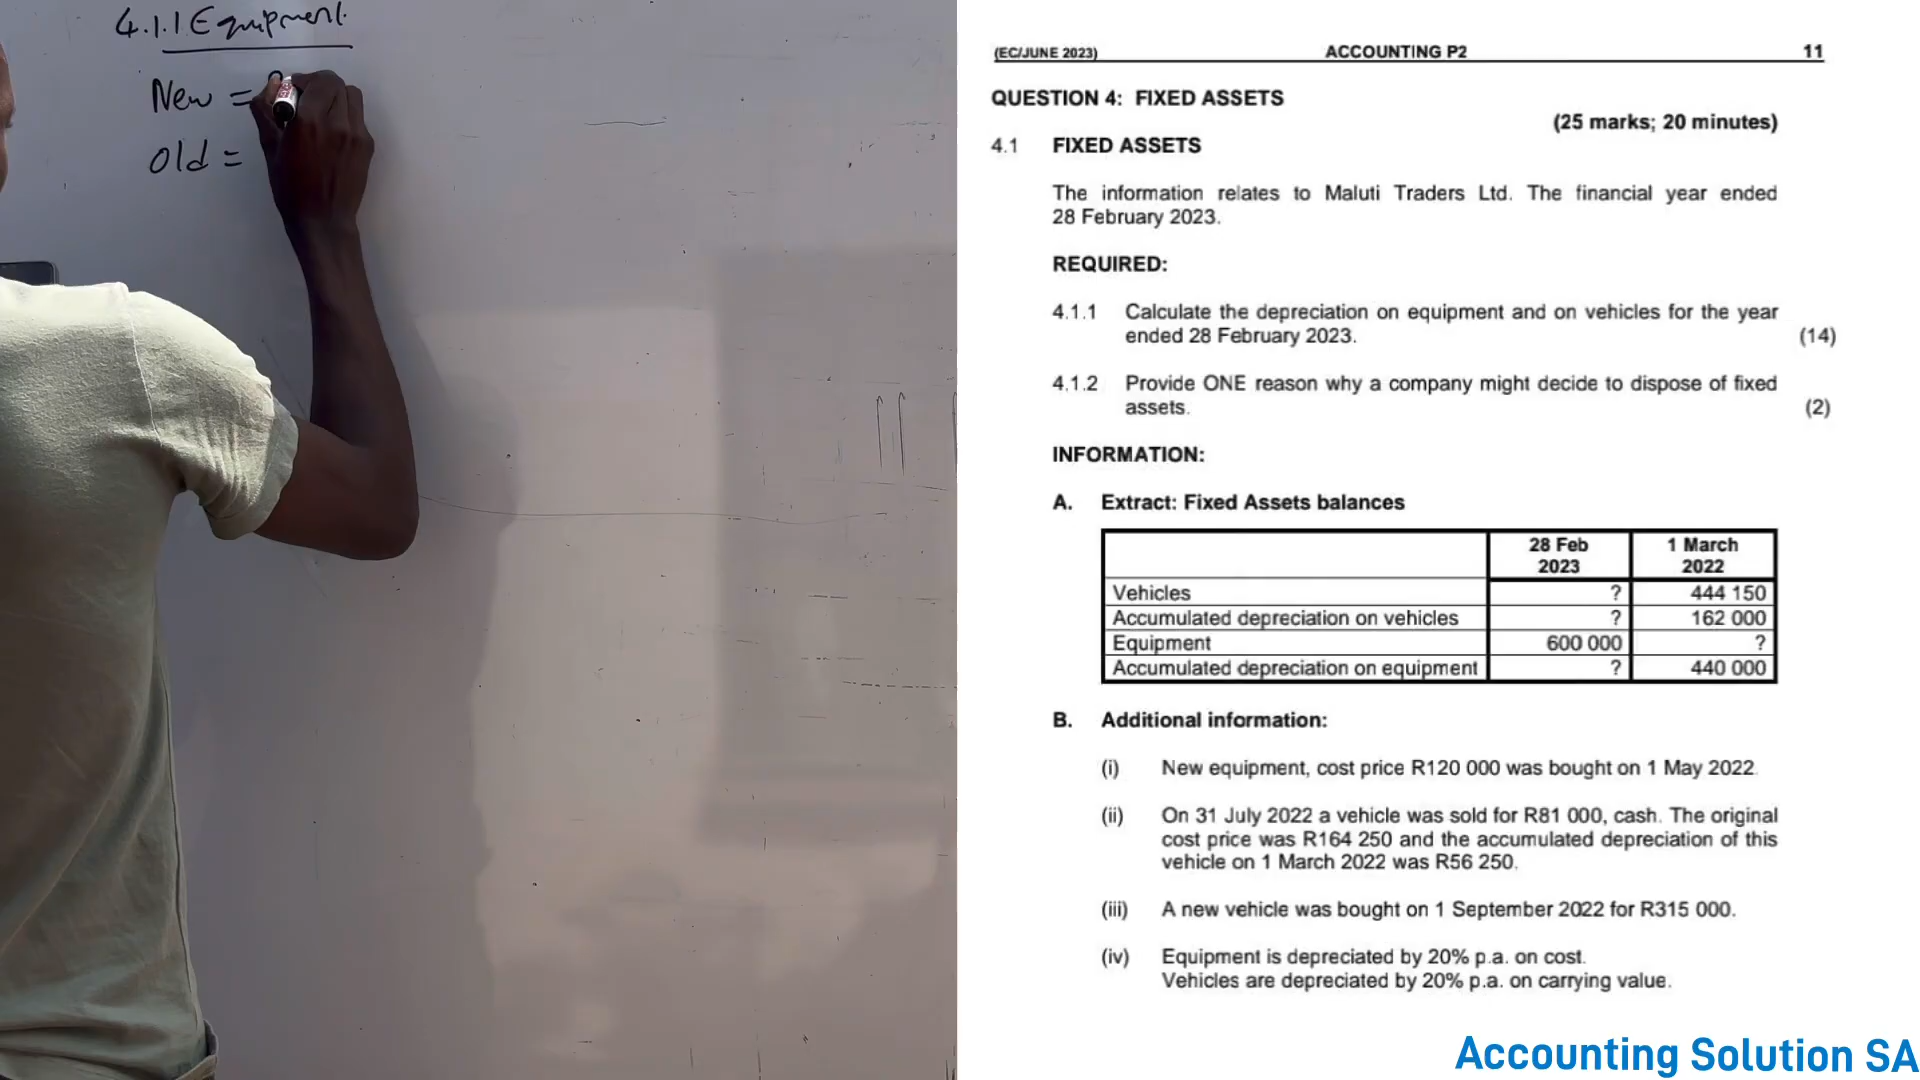 4.1.1 Equipment
New =
Old =
(EC/JUNE 2023) ACCOUNTING P2 11
QUESTION 4: FIXED ASSETS
(25 marks; 20 minutes)
4.1 FIXED ASSETS
The information relates to Maluti Traders Ltd. The financial year ended
28 February 2023.
REQUIRED:
4.1.1 Calculate the depreciation on equipment and on vehicles for the year
ended 28 February 2023. (14)
4.1.2 Provide ONE reason why a company might decide to dispose of fixed
assets. (2)
INFORMATION:
A. Extract: Fixed Assets balances
28 Feb 2023 1 March 2022
Vehicles ? 444 150
Accumulated depreciation on vehicles ? 162 000
Equipment 600 000 ?
Accumulated depreciation on equipment ? 440 000
B. Additional information:
(i) New equipment, cost price R120 000 was bought on 1 May 2022.
(ii) On 31 July 2022 a vehicle was sold for R81 000, cash. The original
cost price was R164 250 and the accumulated depreciation of this
vehicle on 1 March 2022 was R56 250.
(iii) A new vehicle was bought on 1 September 2022 for R315 000.
(iv) Equipment is depreciated by 20% p.a. on cost.
Vehicles are depreciated by 20% p.a. on carrying value.
Accounting Solution SA